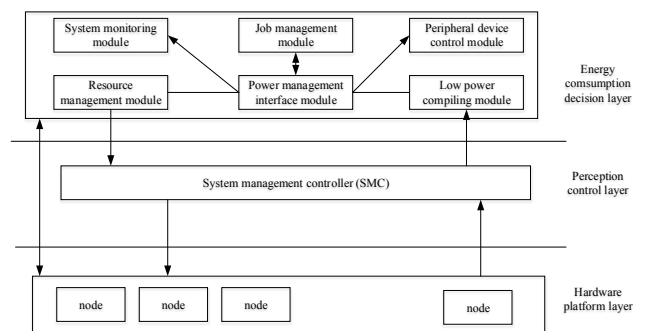 System monitoring
module
Job management
module
Peripheral device
control module
Resource
management module
Power management
interface module
Low power
compiling module
Energy
comsumption
decision layer
System management controller (SMC)
Perception
control layer
node
node
node
node
Hardware
platform layer